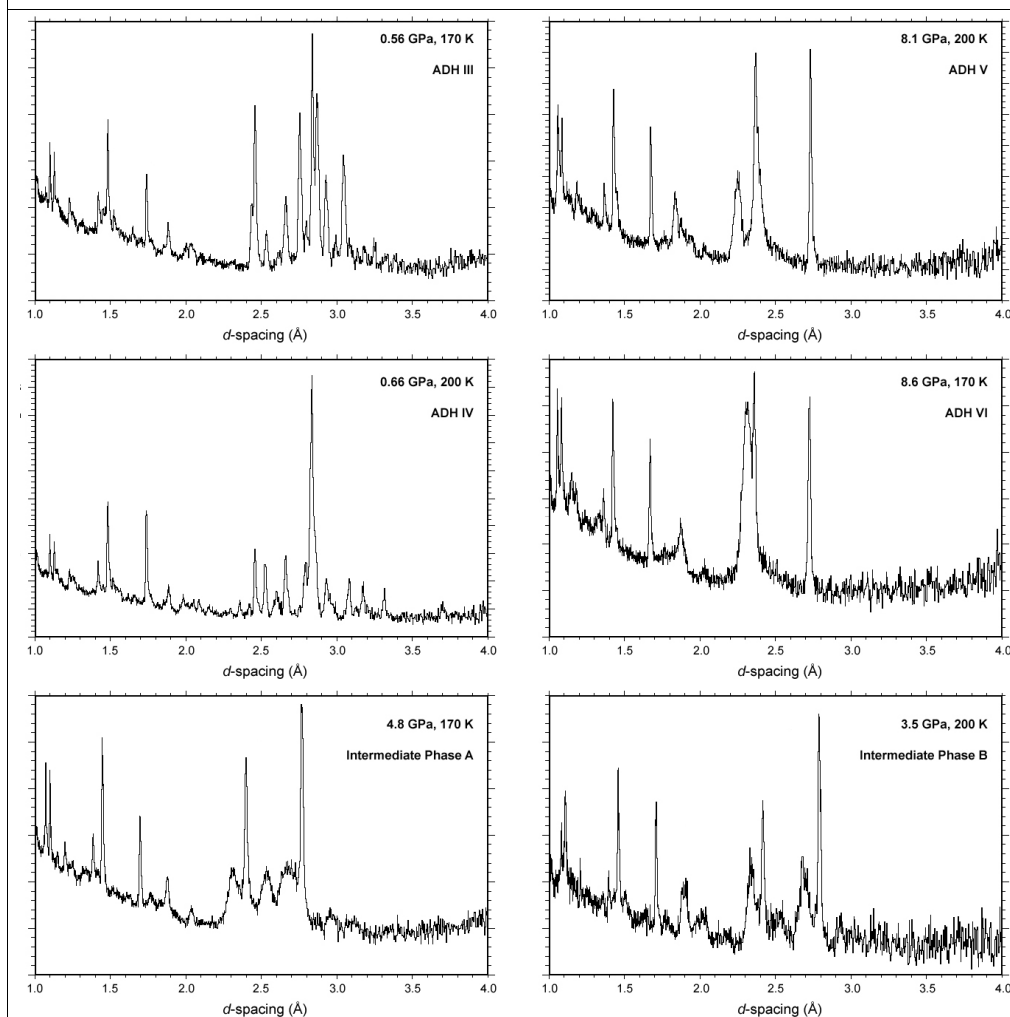 0.56 GPa, 170 K
ADH III
1.0 1.5 2.0 2.5 3.0 3.5 4.0
d-spacing (Å)
8.1 GPa, 200 K
ADH V
1.0 1.5 2.0 2.5 3.0 3.5 4.0
d-spacing (Å)
0.66 GPa, 200 K
ADH IV
1.0 1.5 2.0 2.5 3.0 3.5 4.0
d-spacing (Å)
8.6 GPa, 170 K
ADH VI
1.0 1.5 2.0 2.5 3.0 3.5 4.0
d-spacing (Å)
4.8 GPa, 170 K
Intermediate Phase A
1.0 1.5 2.0 2.5 3.0 3.5 4.0
d-spacing (Å)
3.5 GPa, 200 K
Intermediate Phase B
1.0 1.5 2.0 2.5 3.0 3.5 4.0
d-spacing (Å)